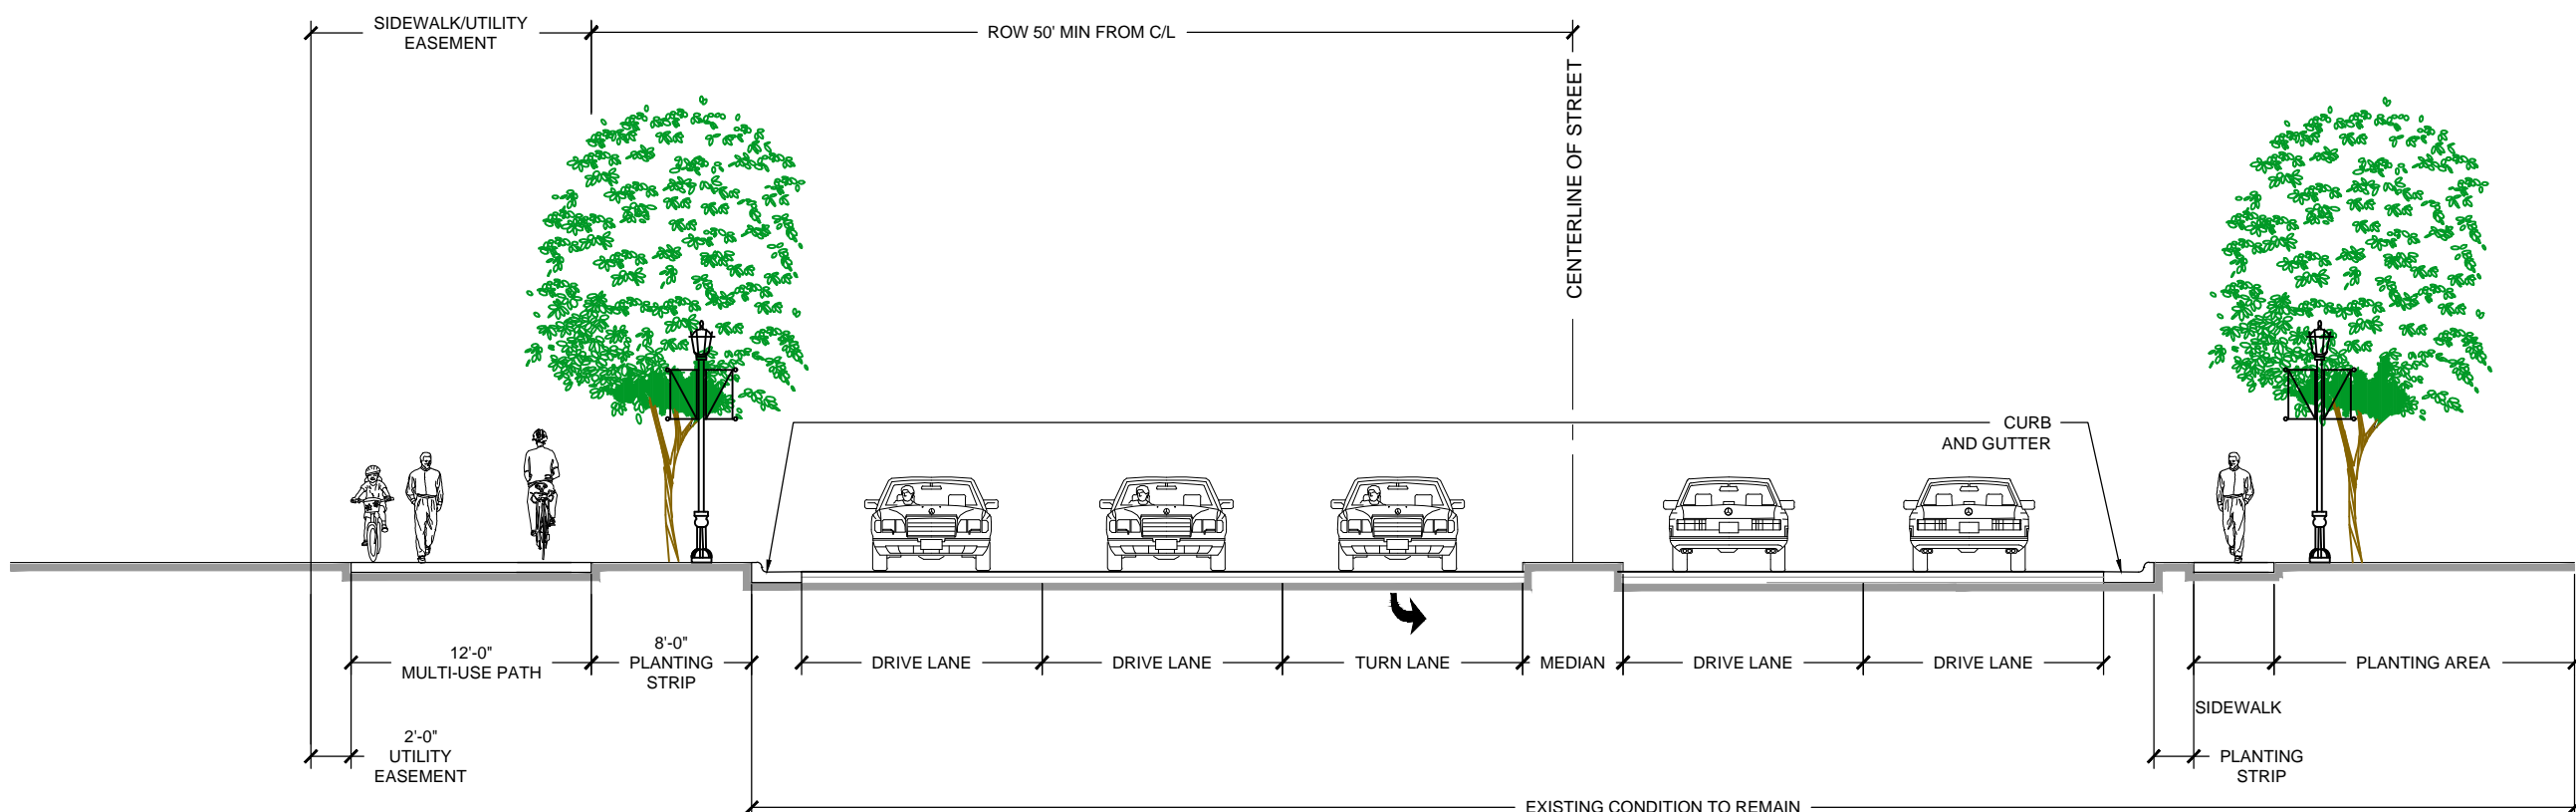 SIDEWALK/UTILITY
EASEMENT
ROW 50' MIN FROM C/L
CENTERLINE OF STREET
CURB
AND GUTTER
12'-0"
MULTI-USE PATH
8'-0"
PLANTING
STRIP
DRIVE LANE
DRIVE LANE
TURN LANE
MEDIAN
DRIVE LANE
DRIVE LANE
PLANTING AREA
SIDEWALK
2'-0"
UTILITY
EASEMENT
PLANTING
STRIP
EXISTING CONDITION TO REMAIN